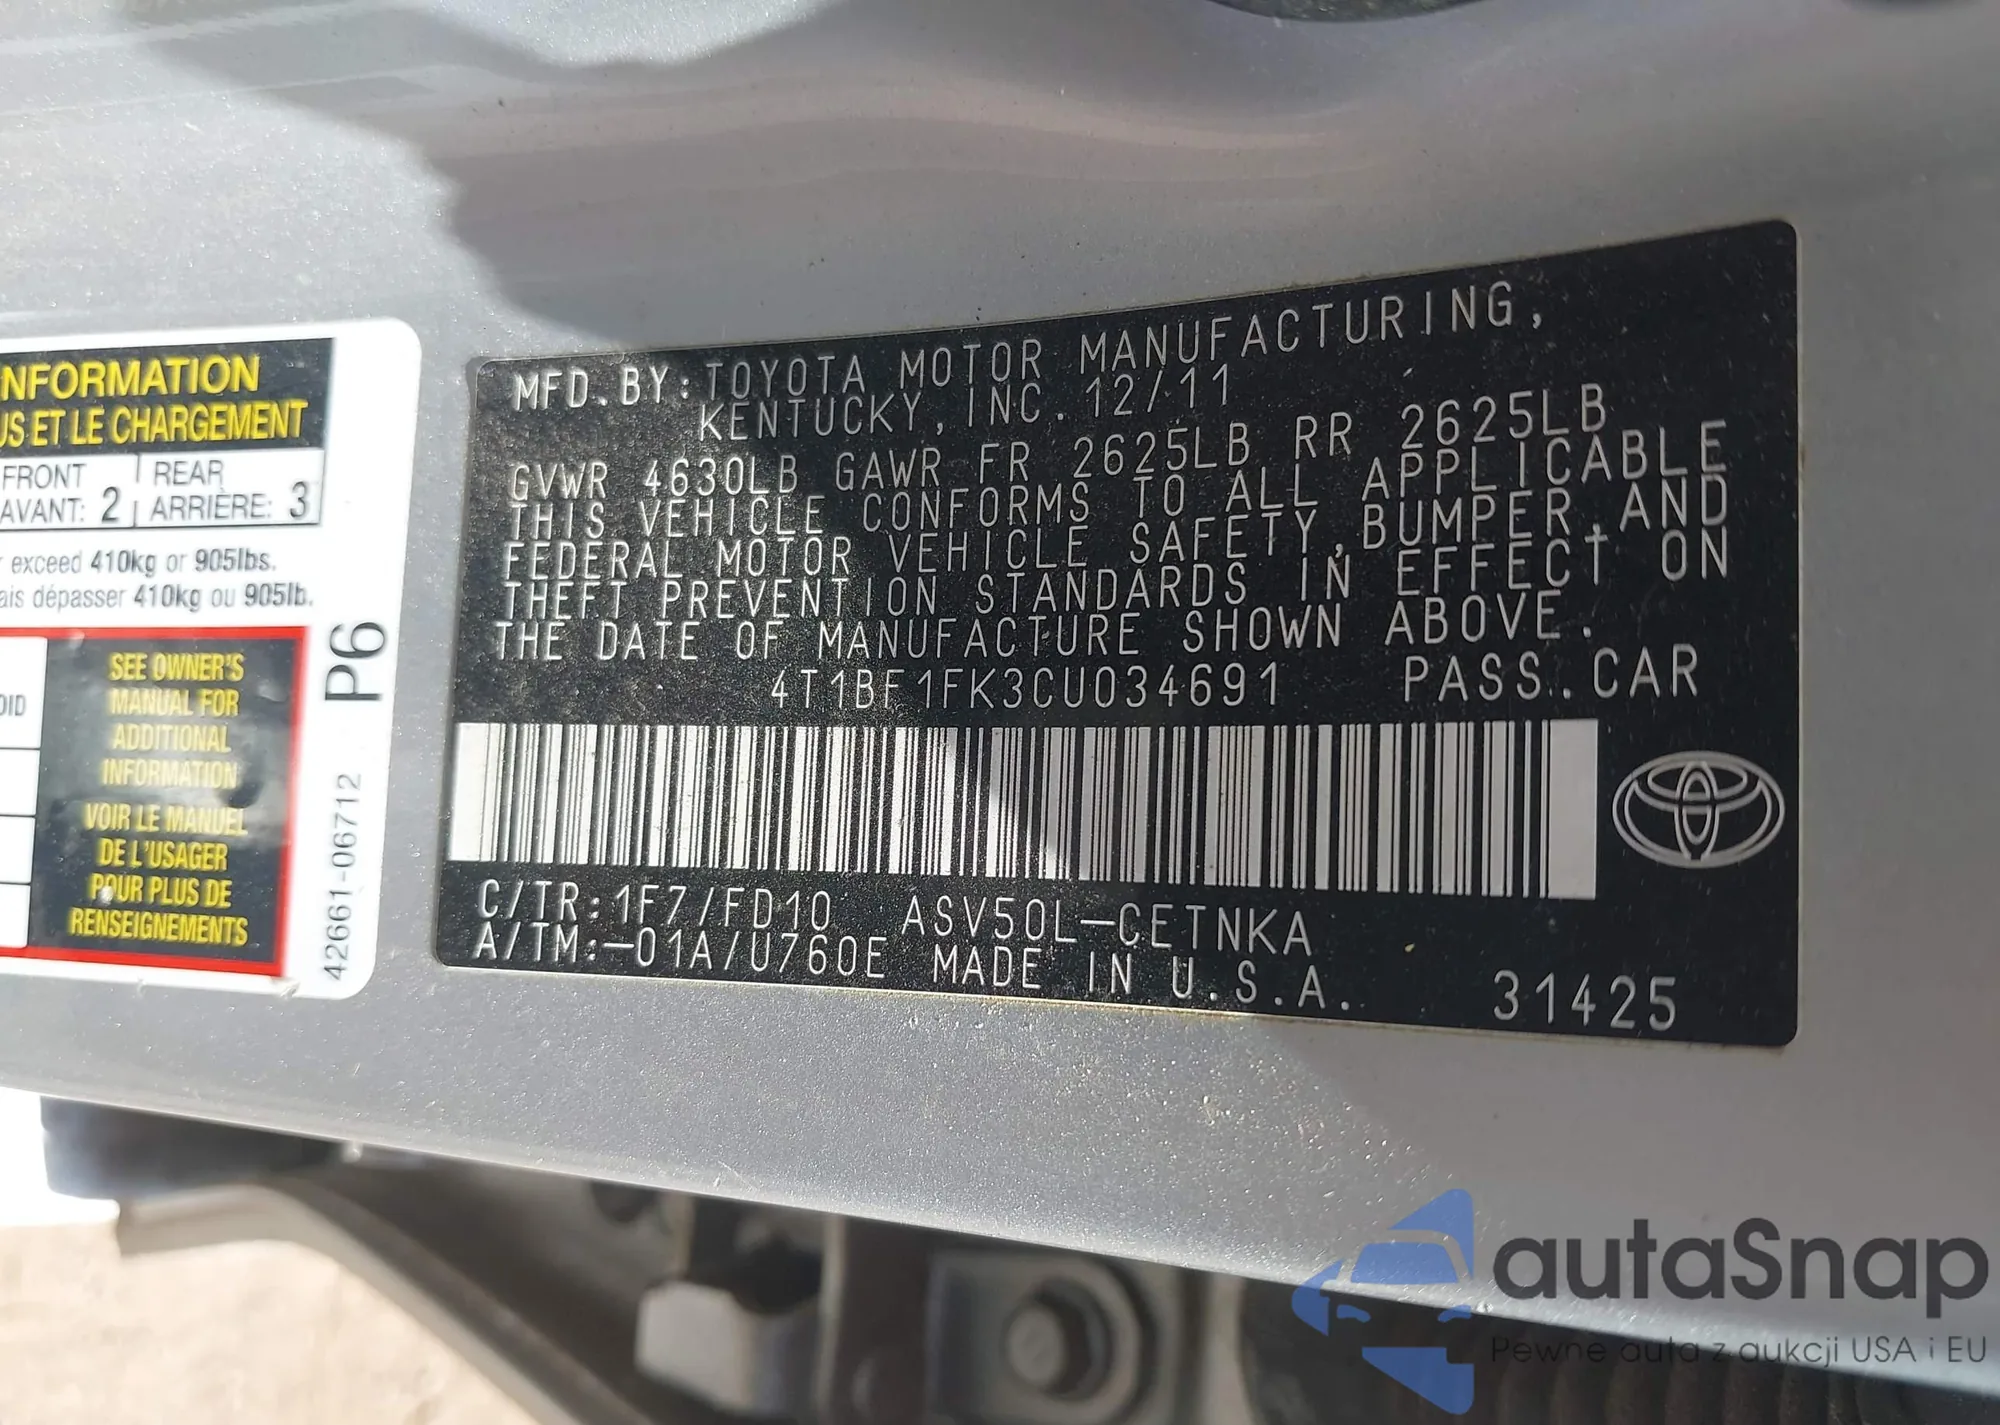 NFORMATION
US ET LE CHARGEMENT
FRONT
AVANT: 2
REAR
ARRIÈRE: 3
exceed 410kg or 905lbs.
ais dépasser 410kg ou 905lb.
OID
SEE OWNER'S
MANUAL FOR
ADDITIONAL
INFORMATION
VOIR LE MANUEL
DE L'USAGER
POUR PLUS DE
RENSEIGNEMENTS
P6
42661-06712
MFD.BY:TOYOTA MOTOR MANUFACTURING,
KENTUCKY,INC.12/11
GVWR 4630LB GAWR FR 2625LB RR 2625LB
THIS VEHICLE CONFORMS TO ALL APPLICABLE
FEDERAL MOTOR VEHICLE SAFETY,BUMPER,AND
THEFT PREVENTION STANDARDS IN EFFECT ON
THE DATE OF MANUFACTURE SHOWN ABOVE.
4T1BF1FK3CU034691 PASS.CAR
C/TR:1F7/FD10 ASV50L-CETNKA
A/TM:-01A/U760E MADE IN U.S.A. 31425
autaSnap
Pewne auta z aukcji USA i EU